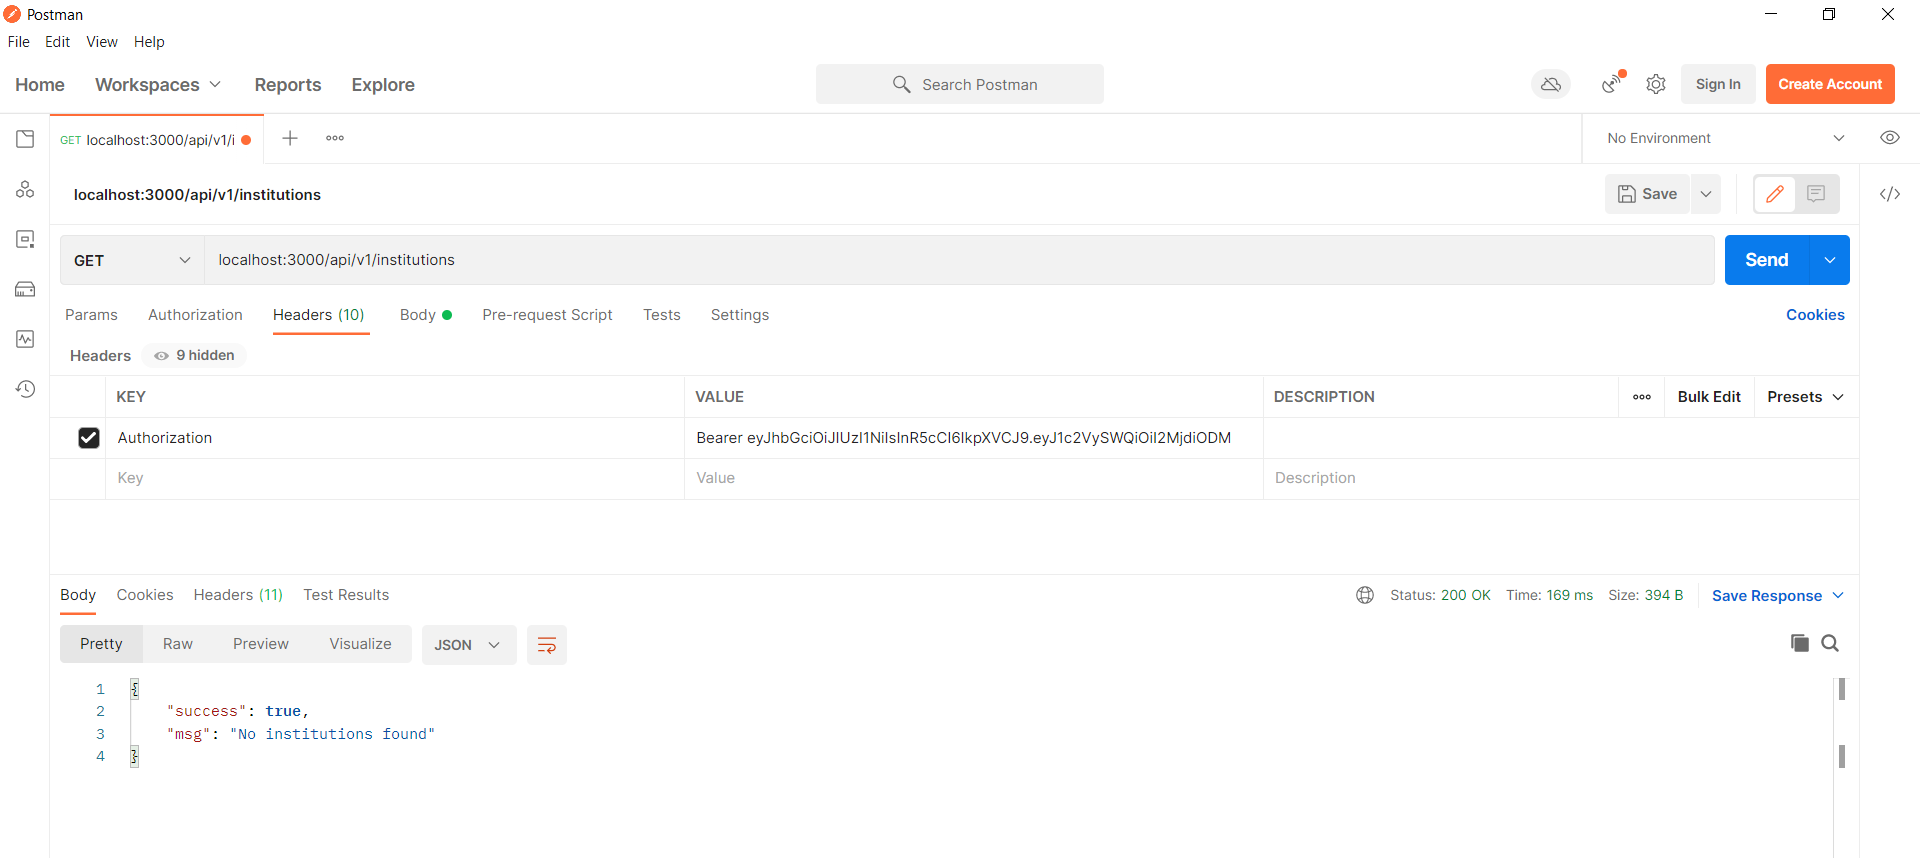 Postman
File Edit View Help
Home Workspaces Reports Explore Search Postman Sign In Create Account
GET localhost:3000/api/v1/i No Environment
localhost:3000/api/v1/institutions Save
GET localhost:3000/api/v1/institutions Send
Params Authorization Headers (10) Body Pre-request Script Tests Settings Cookies
Headers 9 hidden
KEY VALUE DESCRIPTION Bulk Edit Presets
Authorization Bearer eyJhbGciOiJIUzI1NiIsInR5cCI6IkpXVCJ9.eyJ1c2VySWQiOiI2MjdiODM
Key Value Description
Body Cookies Headers (11) Test Results Status: 200 OK Time: 169 ms Size: 394 B Save Response
Pretty Raw Preview Visualize JSON
1 {
2 "success": true,
3 "msg": "No institutions found"
4 }